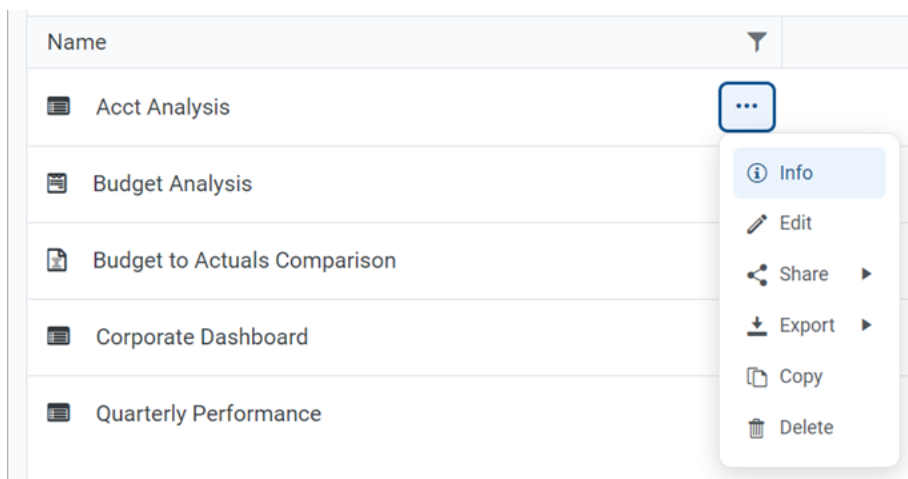 Name
Acct Analysis
...
Info
Budget Analysis
Edit
Budget to Actuals Comparison
Share
Export
Corporate Dashboard
Copy
Quarterly Performance
Delete